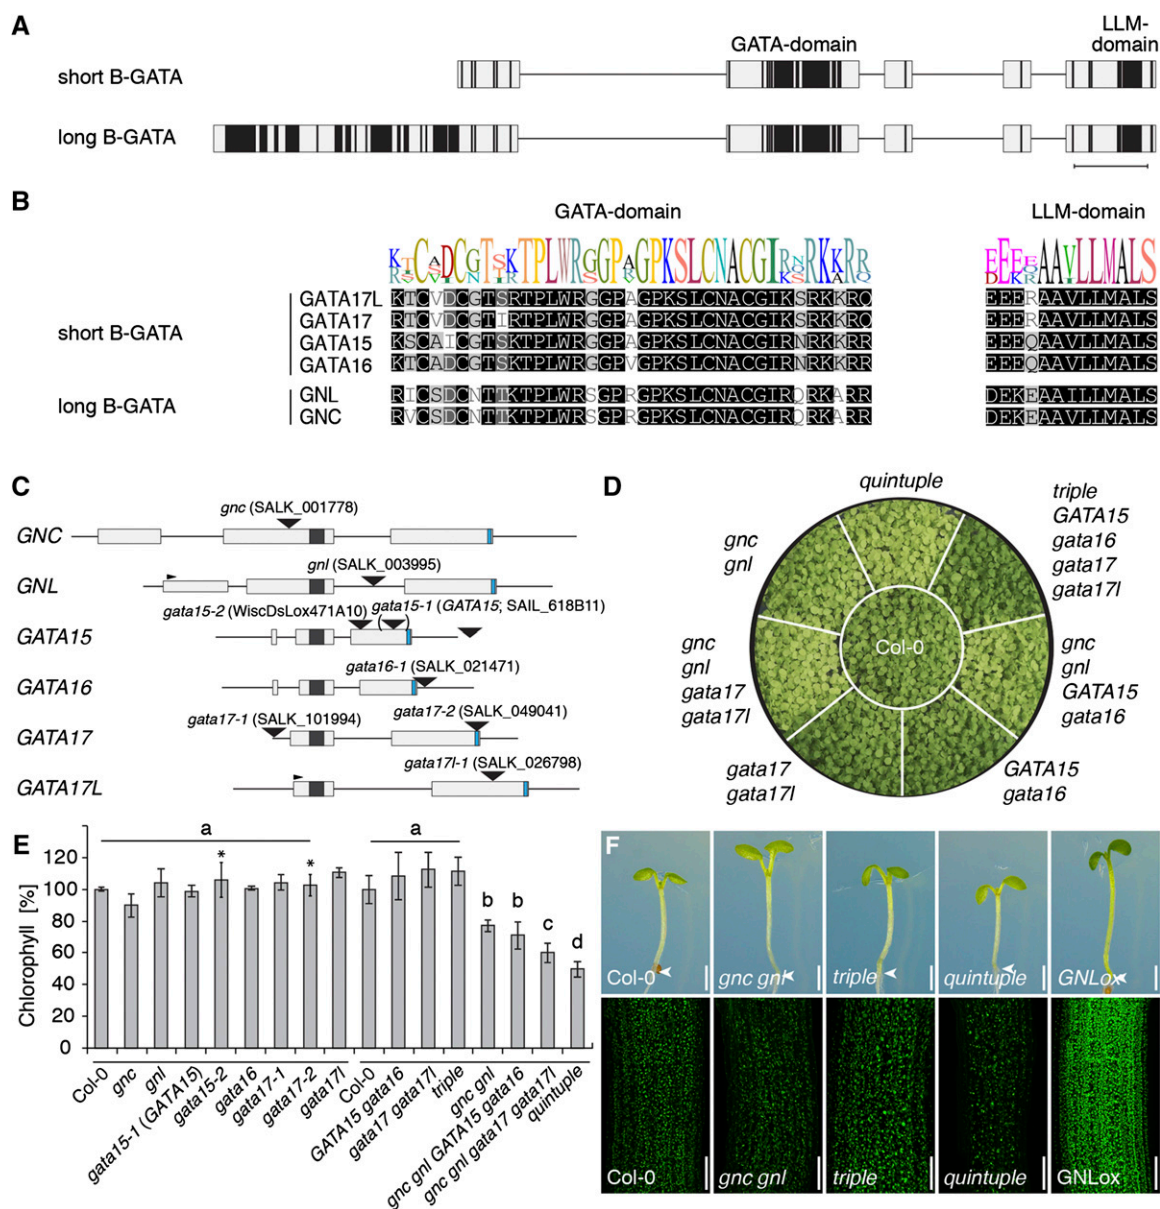 A
GATA-domain
LLM-
domain
short B-GATA
long B-GATA
B
GATA-domain
LLM-domain
short B-GATA
GATA17L KTCVDCGTSRTPLWRGGPAGPKSLCNACGIKSRKKRQ EEERAAVLLMALS
GATA17 RTCVDCGTIRTPLWRGGPAGPKSLCNACGIKSRKKRQ EEERAAVLLMALS
GATA15 KSCAICGTSKTPLWRGGPAGPKSLCNACGIRNRKKRR EEEQAAVLLMALS
GATA16 KTCADCGTSKTPLWRGGPVGPKSLCNACGIRNRKKRR EEEQAAVLLMALS
long B-GATA
GNL RICSDCNTTKTPLWRSGPRGPKSLCNACGIRQRKARR DEKEAAILLMALS
GNC RVCSDCNTTKTPLWRSGPRGPKSLCNACGIRQRKARR DEKEAAVLLMALS
C
gnc (SALK_001778)
GNC
gnl (SALK_003995)
GNL
gata15-2 (WiscDsLox471A10)
gata15-1 (GATA15; SAIL_618B11)
GATA15
gata16-1 (SALK_021471)
GATA16
gata17-1 (SALK_101994)
gata17-2 (SALK_049041)
GATA17
gata17l-1 (SALK_026798)
GATA17L
D
quintuple
triple
GATA15
gata16
gata17
gata17l
gnc
gnl
Col-0
gnc
gnl
gata17
gata17l
gnc
gnl
GATA15
gata16
gata17
gata17l
GATA15
gata16
E
Chlorophyll [%]
120
100
80
60
40
20
0
a
*
*
a
b
b
c
d
Col-0
gnc
gnl
gata15-1 (GATA15)
gata15-2
gata16
gata17-1
gata17-2
gata17l
Col-0
GATA15 gata16
gata17 gata17l
triple
gnc gnl
gnc gnl GATA15 gata16
gnc gnl gata17 gata17l
quintuple
F
Col-0
gnc gnl
triple
quintuple
GNLox
Col-0
gnc gnl
triple
quintuple
GNLox